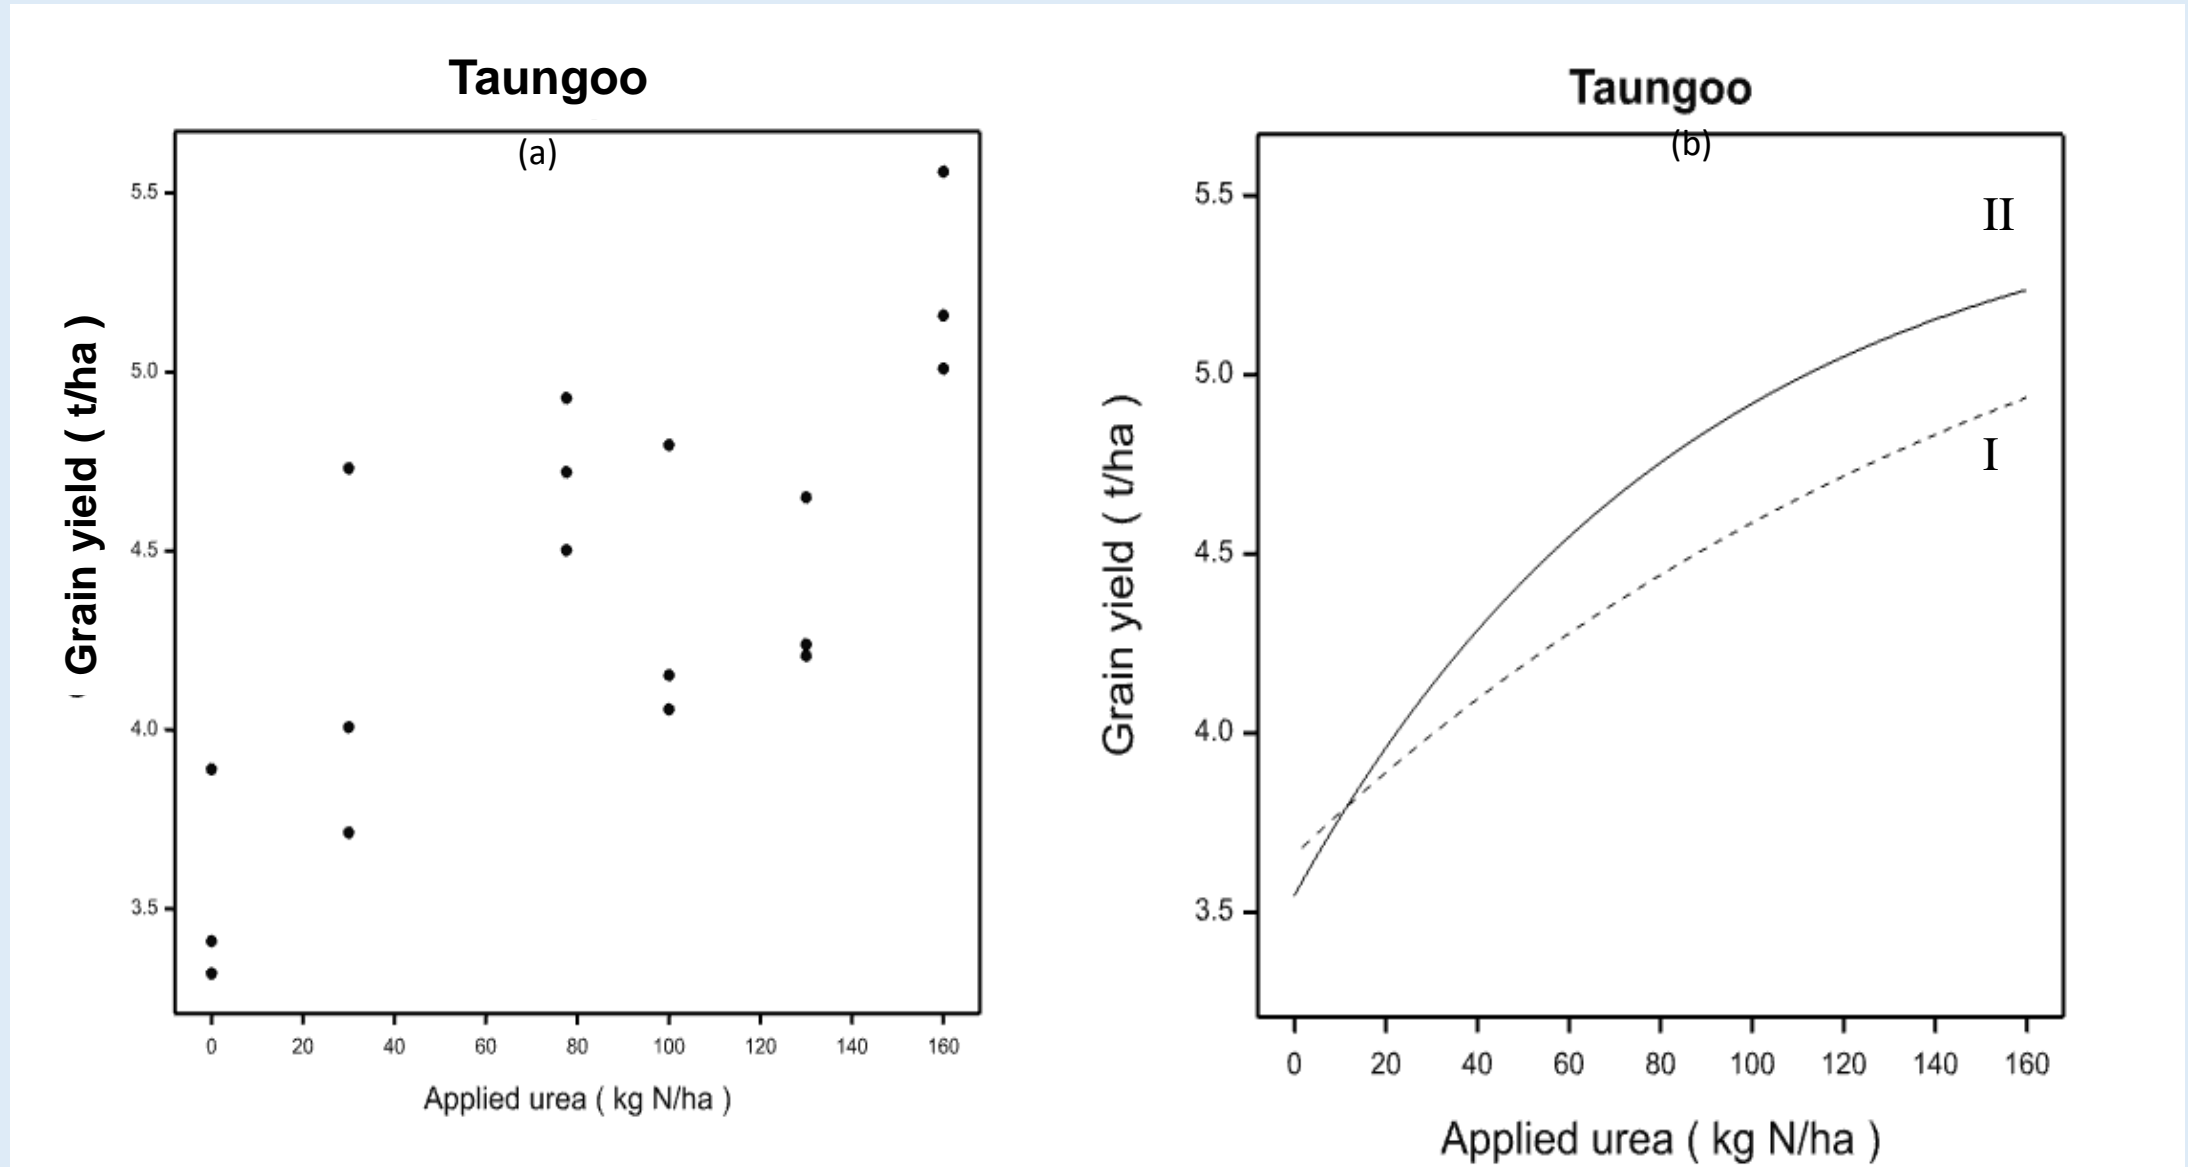 Taungoo
(a)
Grain yield ( t/ha )
5.5
5.0
4.5
4.0
3.5
0 20 40 60 80 100 120 140 160
Applied urea ( kg N/ha )
Taungoo
(b)
Grain yield ( t/ha )
5.5
5.0
4.5
4.0
3.5
II
I
0 20 40 60 80 100 120 140 160
Applied urea ( kg N/ha )